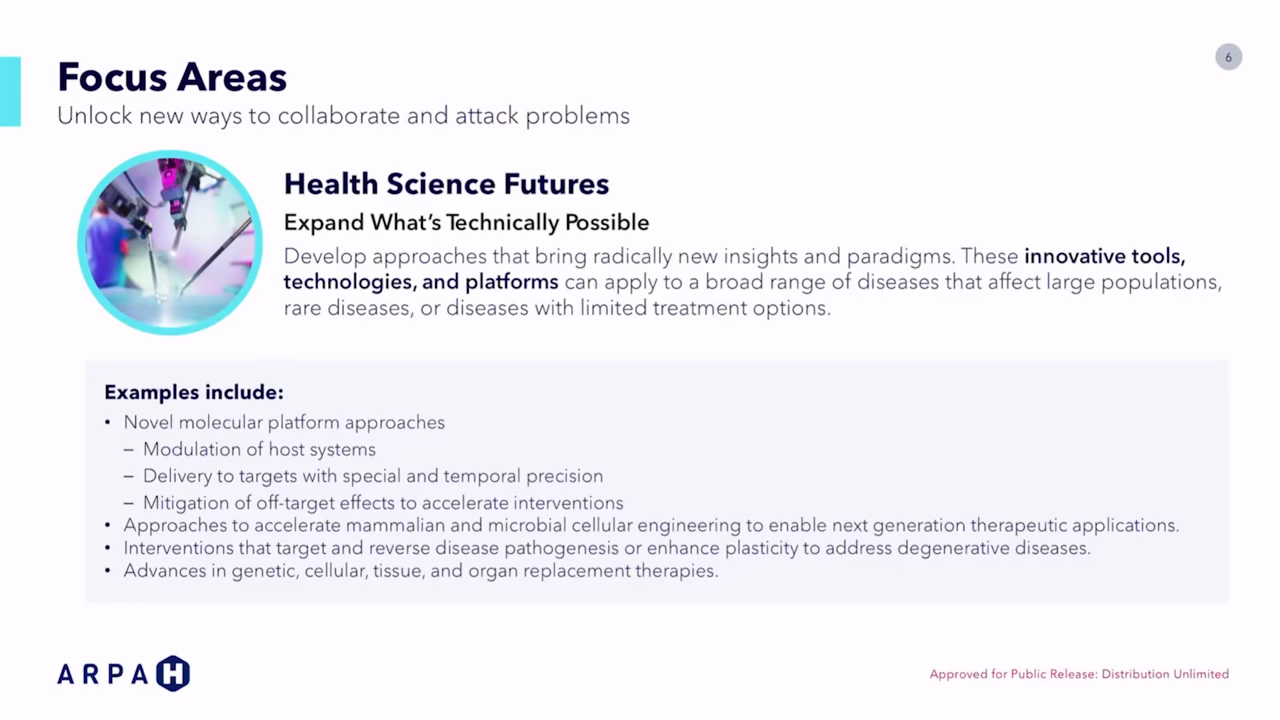 Focus Areas
6
Unlock new ways to collaborate and attack problems
Health Science Futures
Expand What's Technically Possible
Develop approaches that bring radically new insights and paradigms. These innovative tools,
technologies, and platforms can apply to a broad range of diseases that affect large populations,
rare diseases, or diseases with limited treatment options.
Examples include:
• Novel molecular platform approaches
– Modulation of host systems
– Delivery to targets with special and temporal precision
– Mitigation of off-target effects to accelerate interventions
• Approaches to accelerate mammalian and microbial cellular engineering to enable next generation therapeutic applications.
• Interventions that target and reverse disease pathogenesis or enhance plasticity to address degenerative diseases.
• Advances in genetic, cellular, tissue, and organ replacement therapies.
ARPA H
Approved for Public Release: Distribution Unlimited